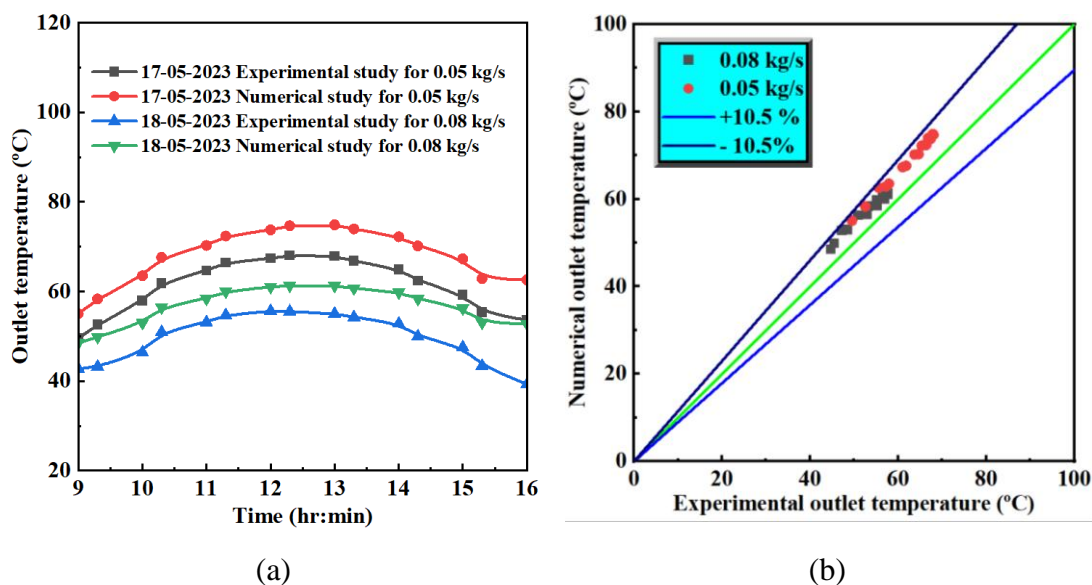 120
100
80
60
40
20
Outlet temperature (ºC)
17-05-2023 Experimental study for 0.05 kg/s
17-05-2023 Numerical study for 0.05 kg/s
18-05-2023 Experimental study for 0.08 kg/s
18-05-2023 Numerical study for 0.08 kg/s
9 10 11 12 13 14 15 16
Time (hr:min)
(a)
100
80
60
40
20
0
Numerical outlet temperature (ºC)
0.08 kg/s
0.05 kg/s
+10.5 %
- 10.5%
0 20 40 60 80 100
Experimental outlet temperature (ºC)
(b)